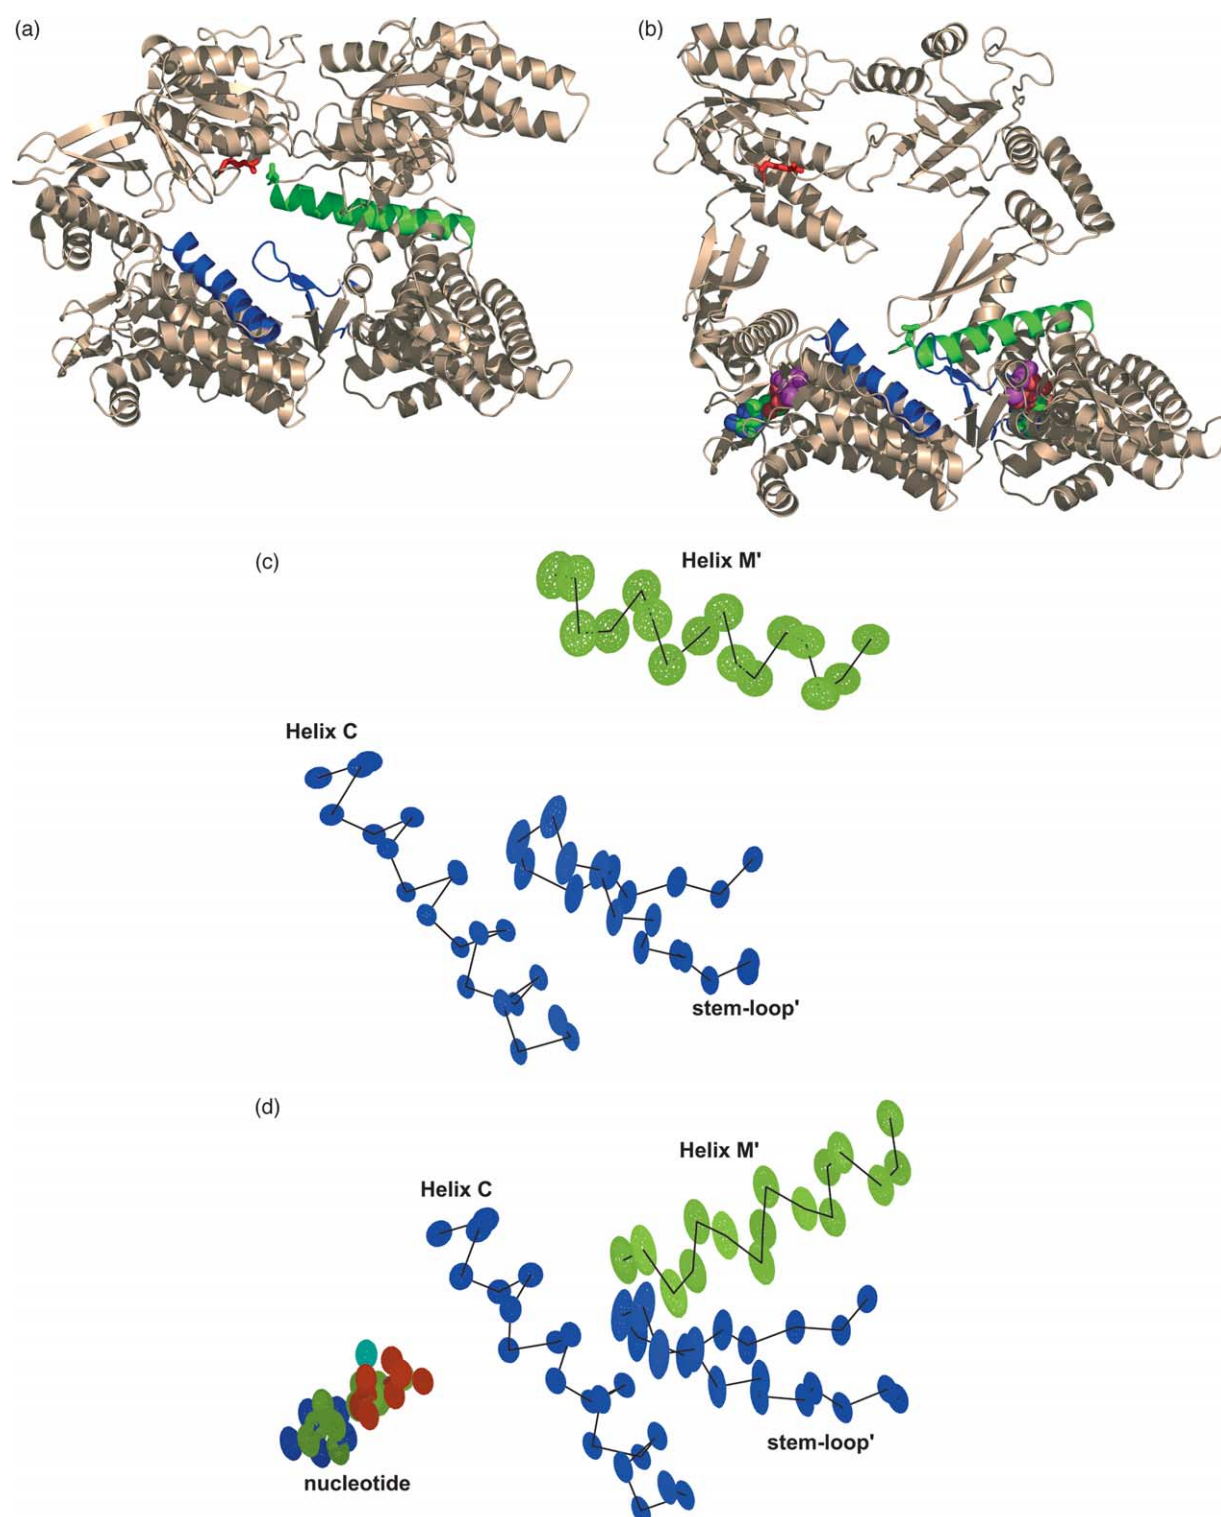 (a)
(b)
(c)
Helix M'
Helix C
stem-loop'
(d)
Helix M'
Helix C
stem-loop'
nucleotide